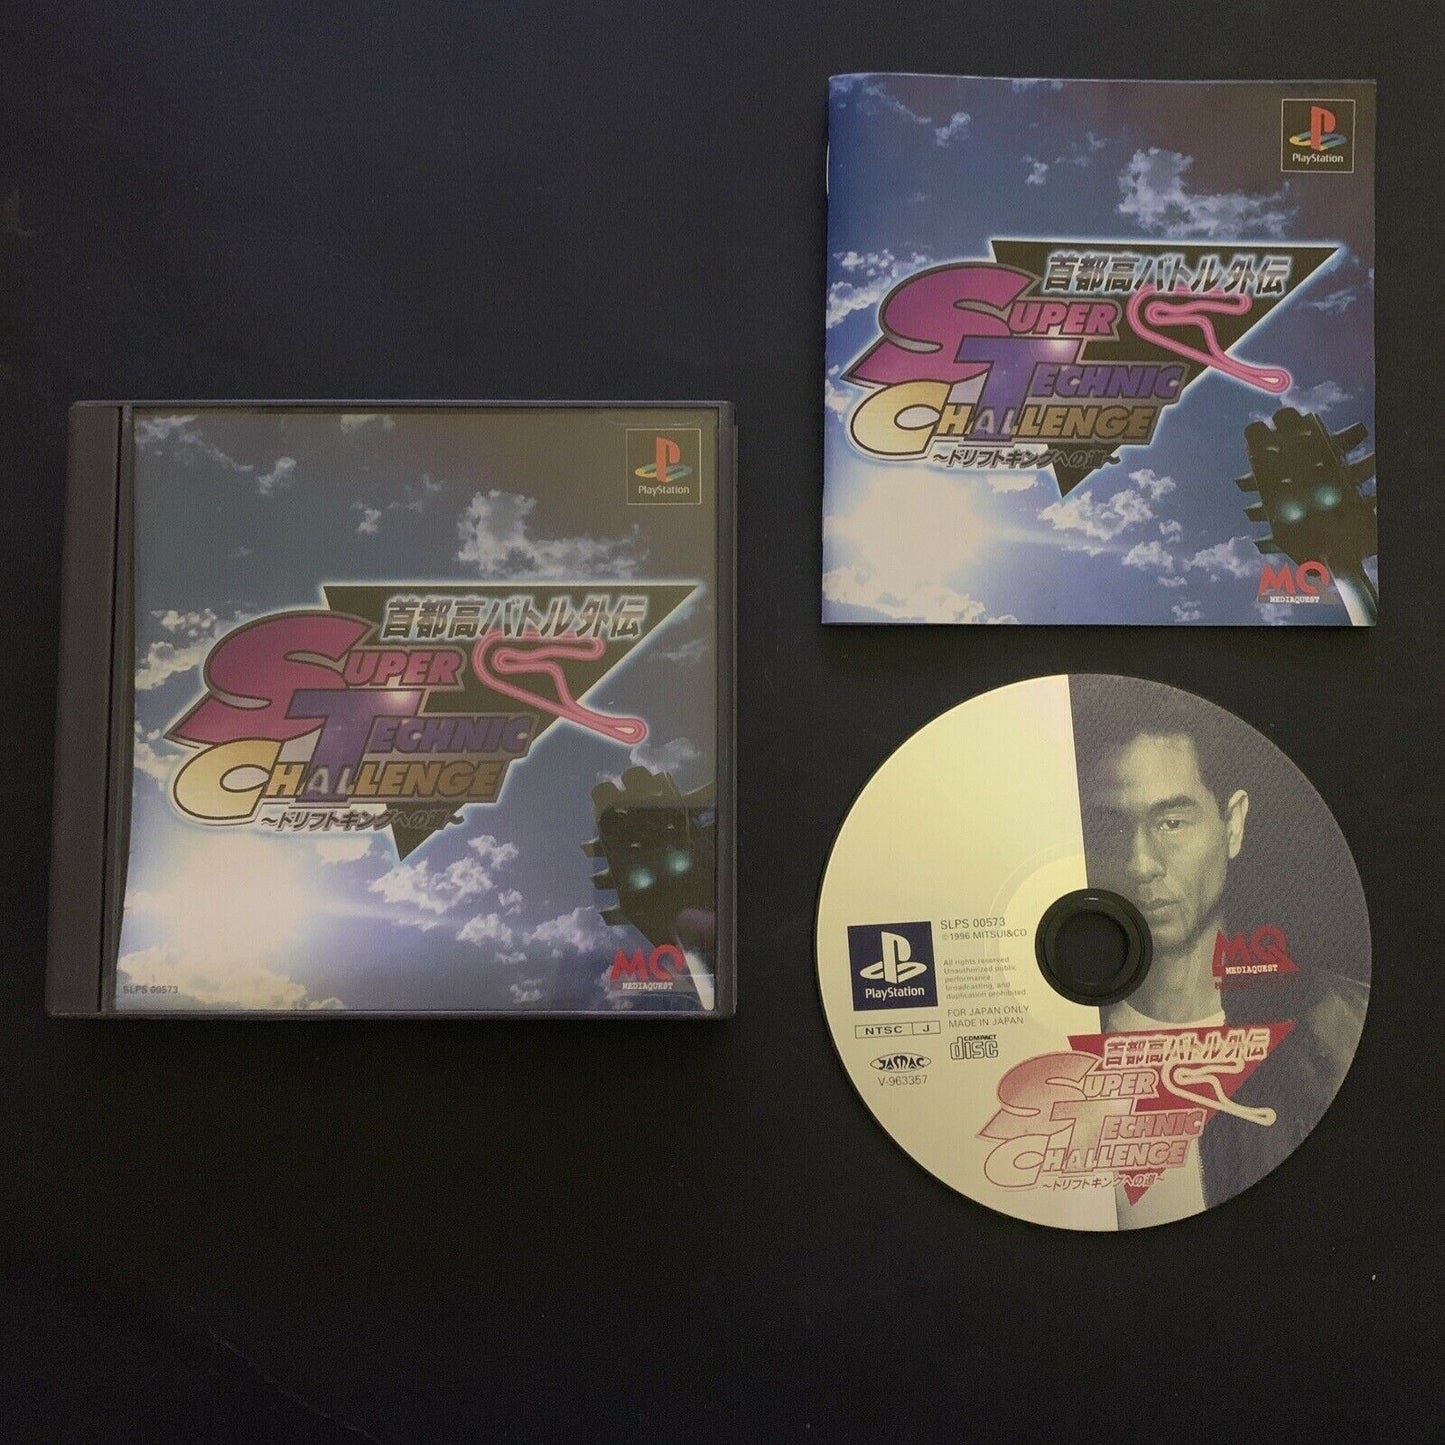 PlayStation
首都高バトル外伝
SUPER
TECHNIC
CHALLENGE
〜ドリフトキングへの道〜
MQ
MEDIAQUEST
PlayStation
首都高バトル外伝
SUPER
TECHNIC
CHALLENGE
〜ドリフトキングへの道〜
MQ
MEDIAQUEST
SLPS 00573
SLPS 00573
©1996 MITSUI&CO
All rights reserved.
Unauthorized public
performance,
broadcasting, and
duplication prohibited.
PlayStation
FOR JAPAN ONLY
MADE IN JAPAN
NTSC J
COMPACT
disc
JASRAC
V-963357
MQ
MEDIAQUEST
首都高バトル外伝
SUPER
TECHNIC
CHALLENGE
〜ドリフトキングへの道〜